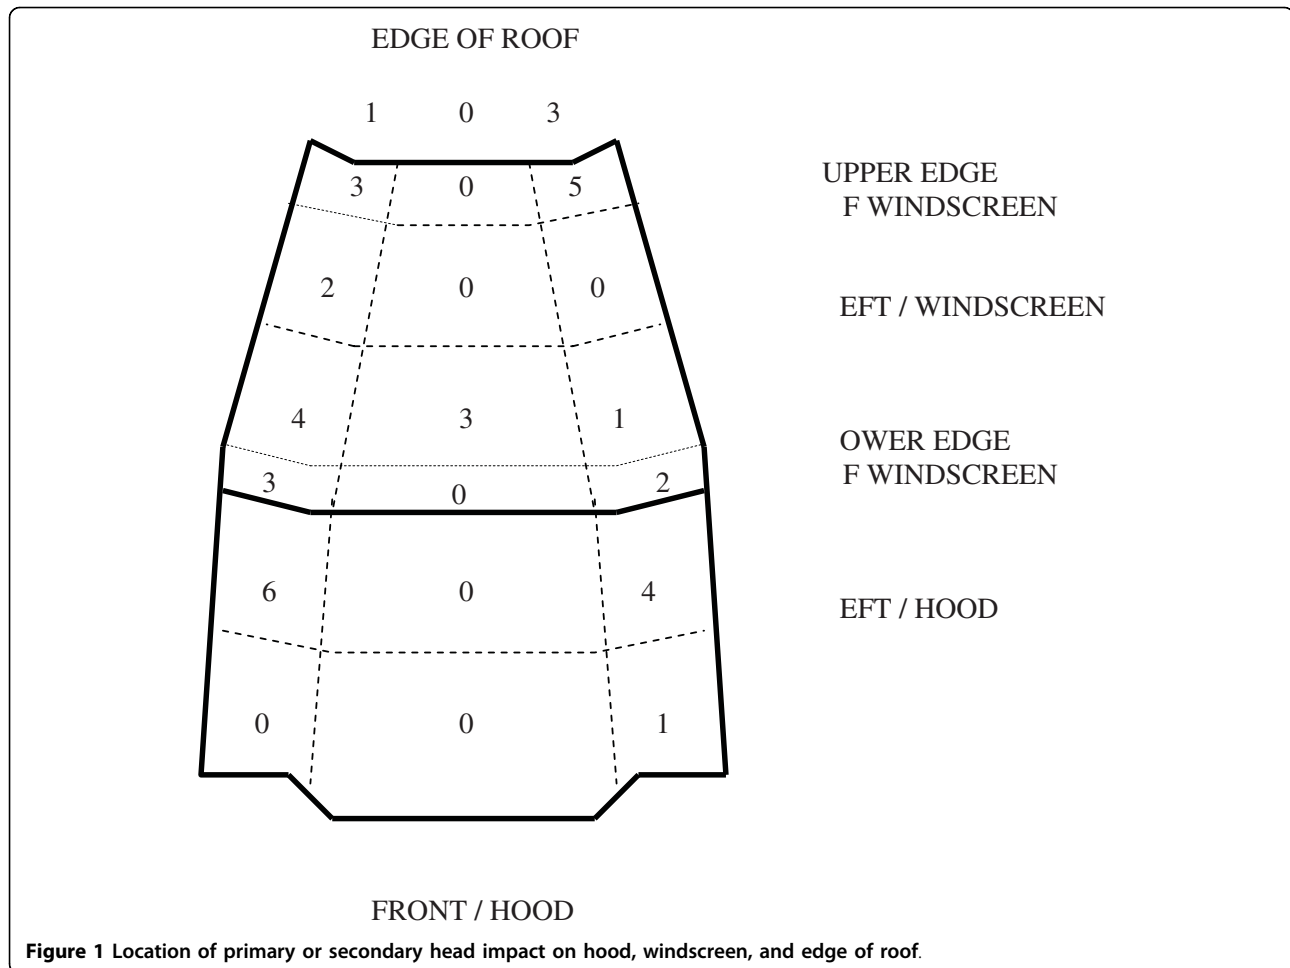 EDGE OF ROOF
1 0 3
3 0 5
UPPER EDGE
F WINDSCREEN
2 0 0
EFT / WINDSCREEN
4 3 1
OWER EDGE
F WINDSCREEN
3 0 2
6 0 4
EFT / HOOD
0 0 1
FRONT / HOOD
Figure 1 Location of primary or secondary head impact on hood, windscreen, and edge of roof.